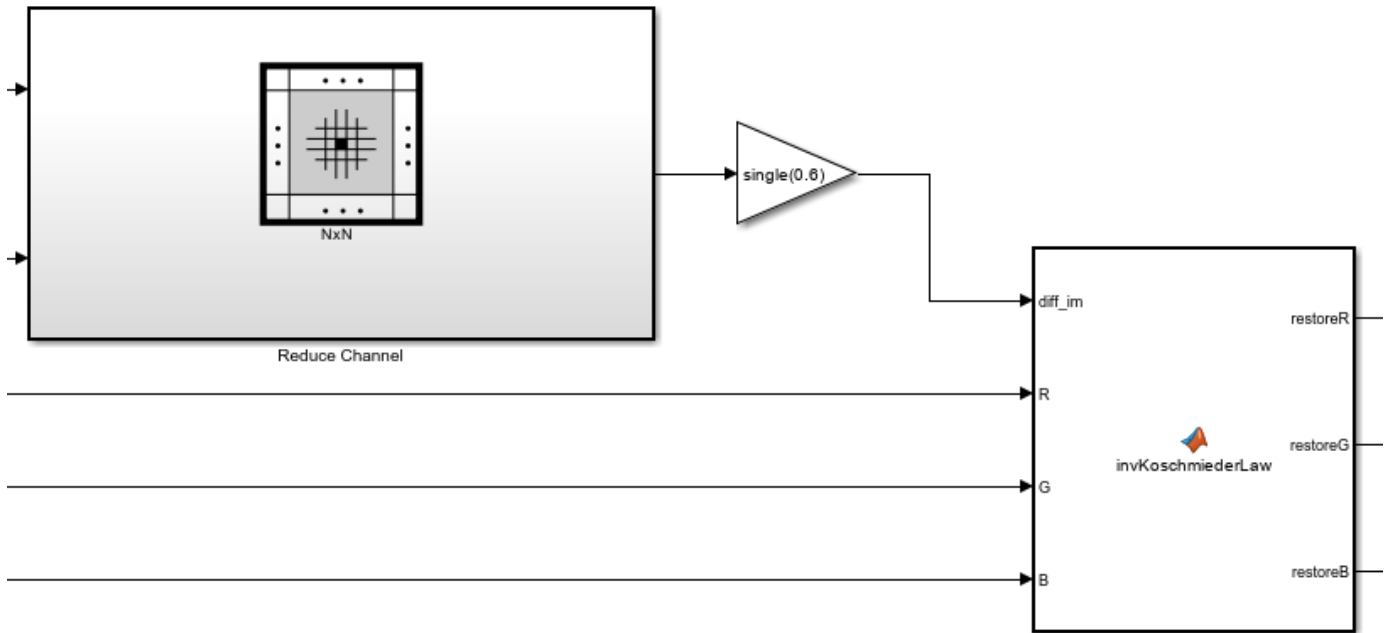 NxN
Reduce Channel
single(0.6)
diff_im
R
G
B
invKoschmiederLaw
restoreR
restoreG
restoreB